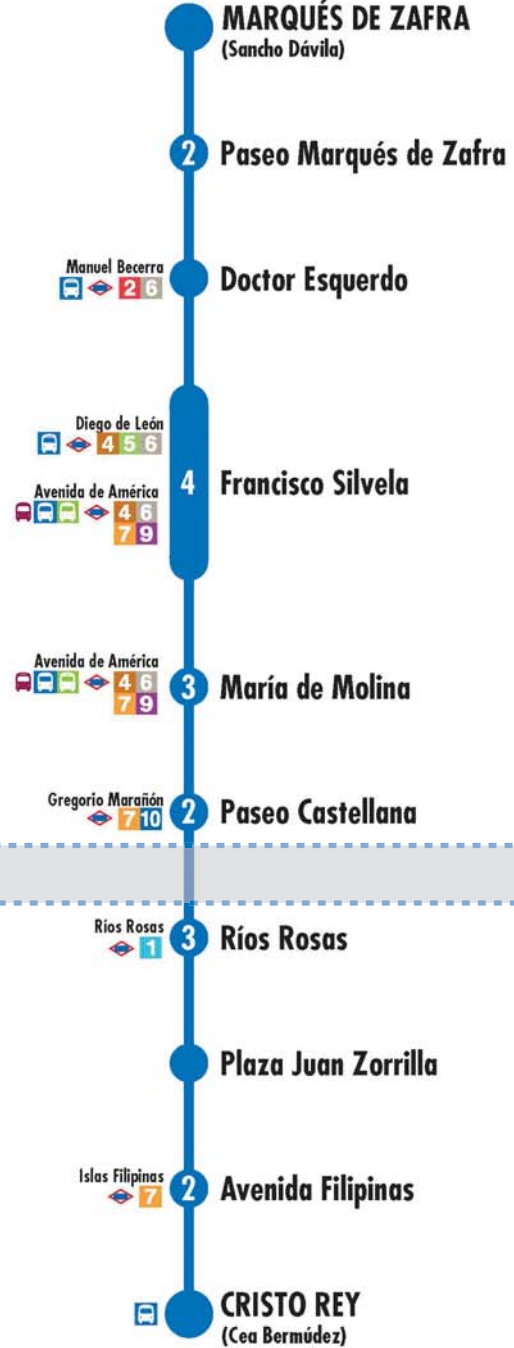 MARQUÉS DE ZAFRA
(Sancho Dávila)
2 Paseo Marqués de Zafra
Manuel Becerra
2 6
Doctor Esquerdo
Diego de León
4 5 6
Avenida de América
4 6
7 9
4 Francisco Silvela
Avenida de América
4 6
7 9
3 María de Molina
Gregorio Marañón
7 10
2 Paseo Castellana
Ríos Rosas
1
3 Ríos Rosas
Plaza Juan Zorrilla
Islas Filipinas
7
2 Avenida Filipinas
CRISTO REY
(Cea Bermúdez)